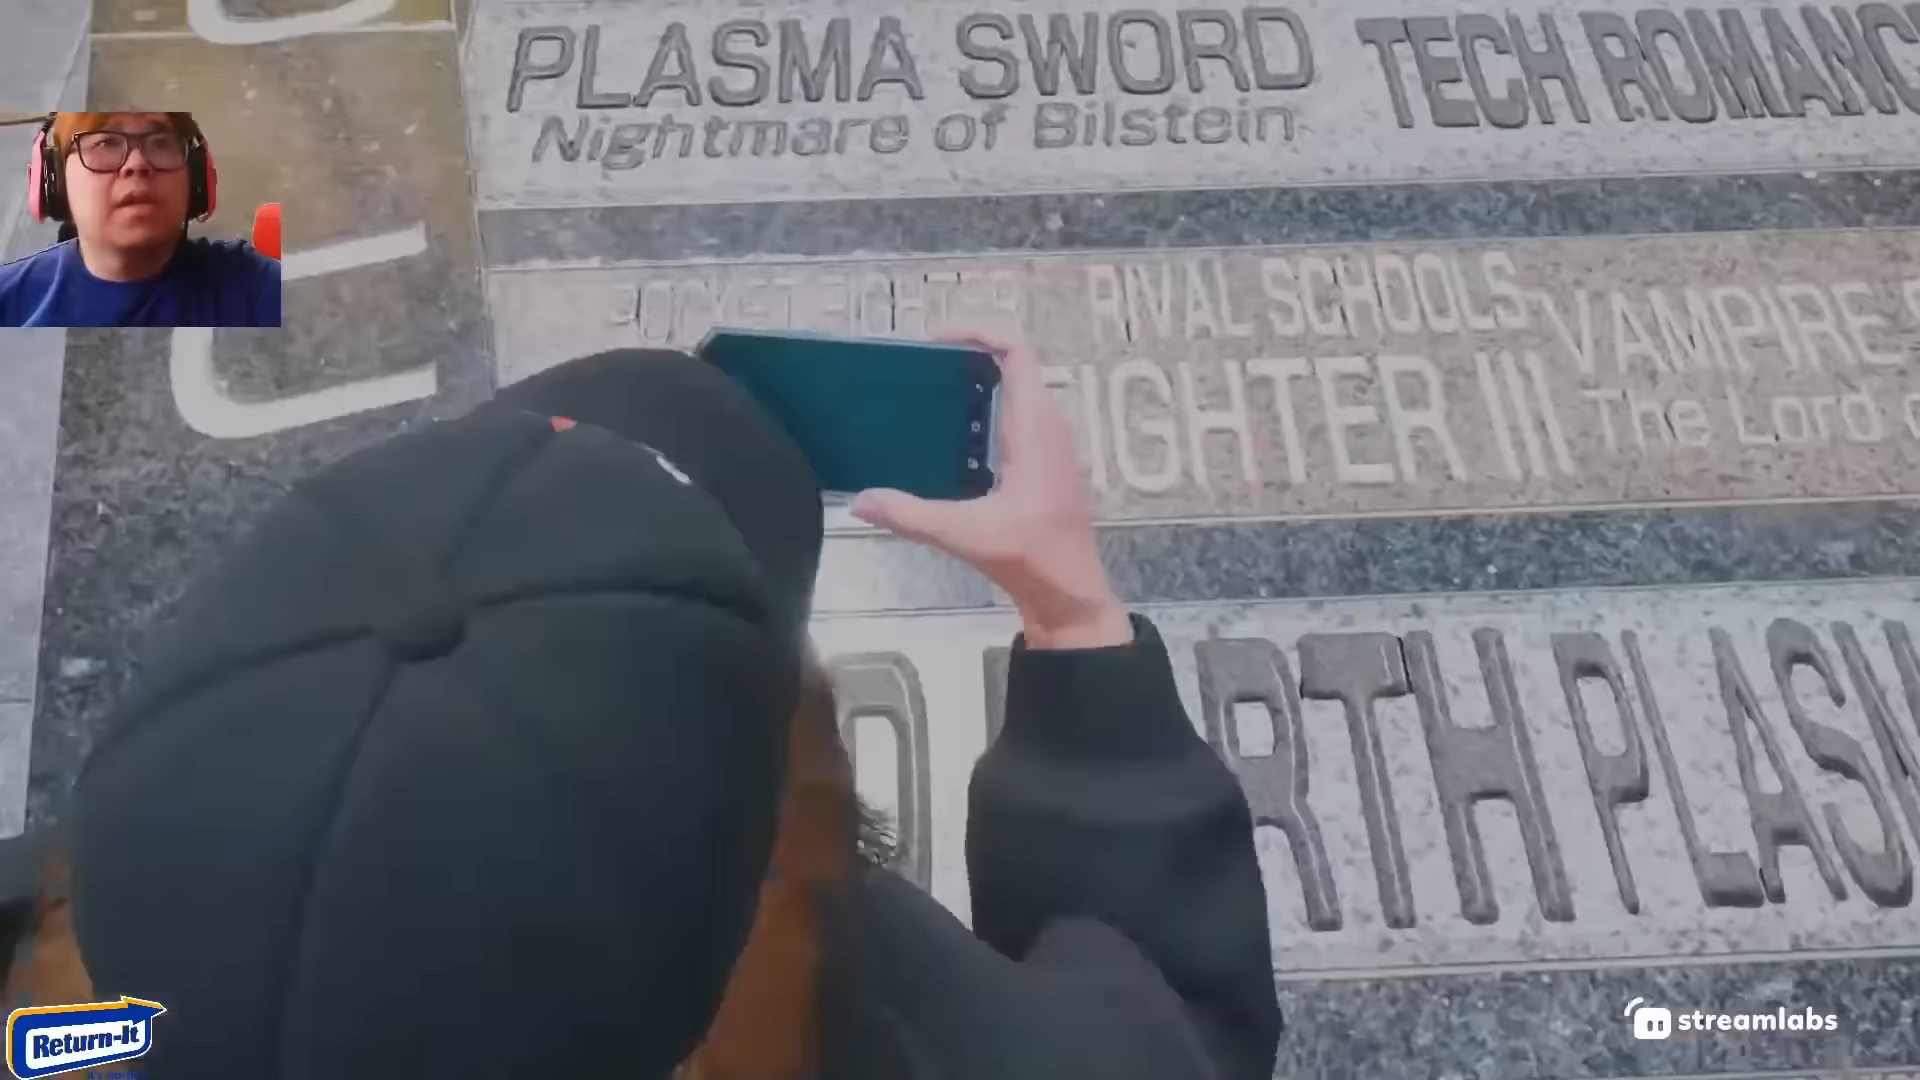 PLASMA SWORD
Nightmare of Bilstein
TECH ROMANC
POCKET FIGHTER
RIVAL SCHOOLS
VAMPIRE
FIGHTER III
The Lord
RTH PLASM
Return-It
streamlabs